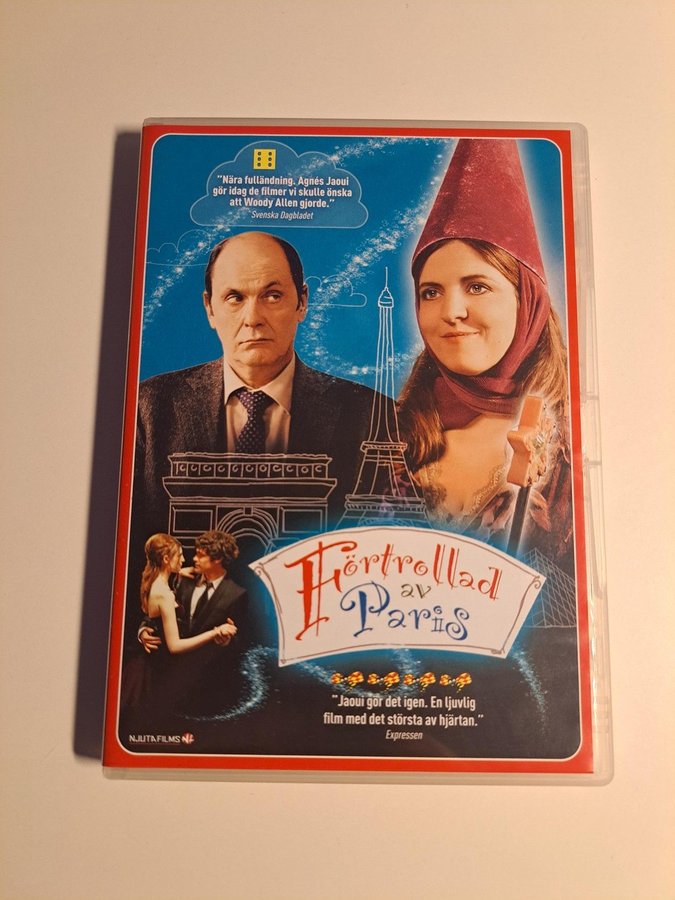 "Nära fulländning. Agnés Jaoui
gör idag de filmer vi skulle önska
att Woody Allen gjorde."
Svenska Dagbladet
Förtrollad
av
Paris
"Jaoui gör det igen. En ljuvlig
film med det största av hjärtan."
Expressen
NJUTAFILMS